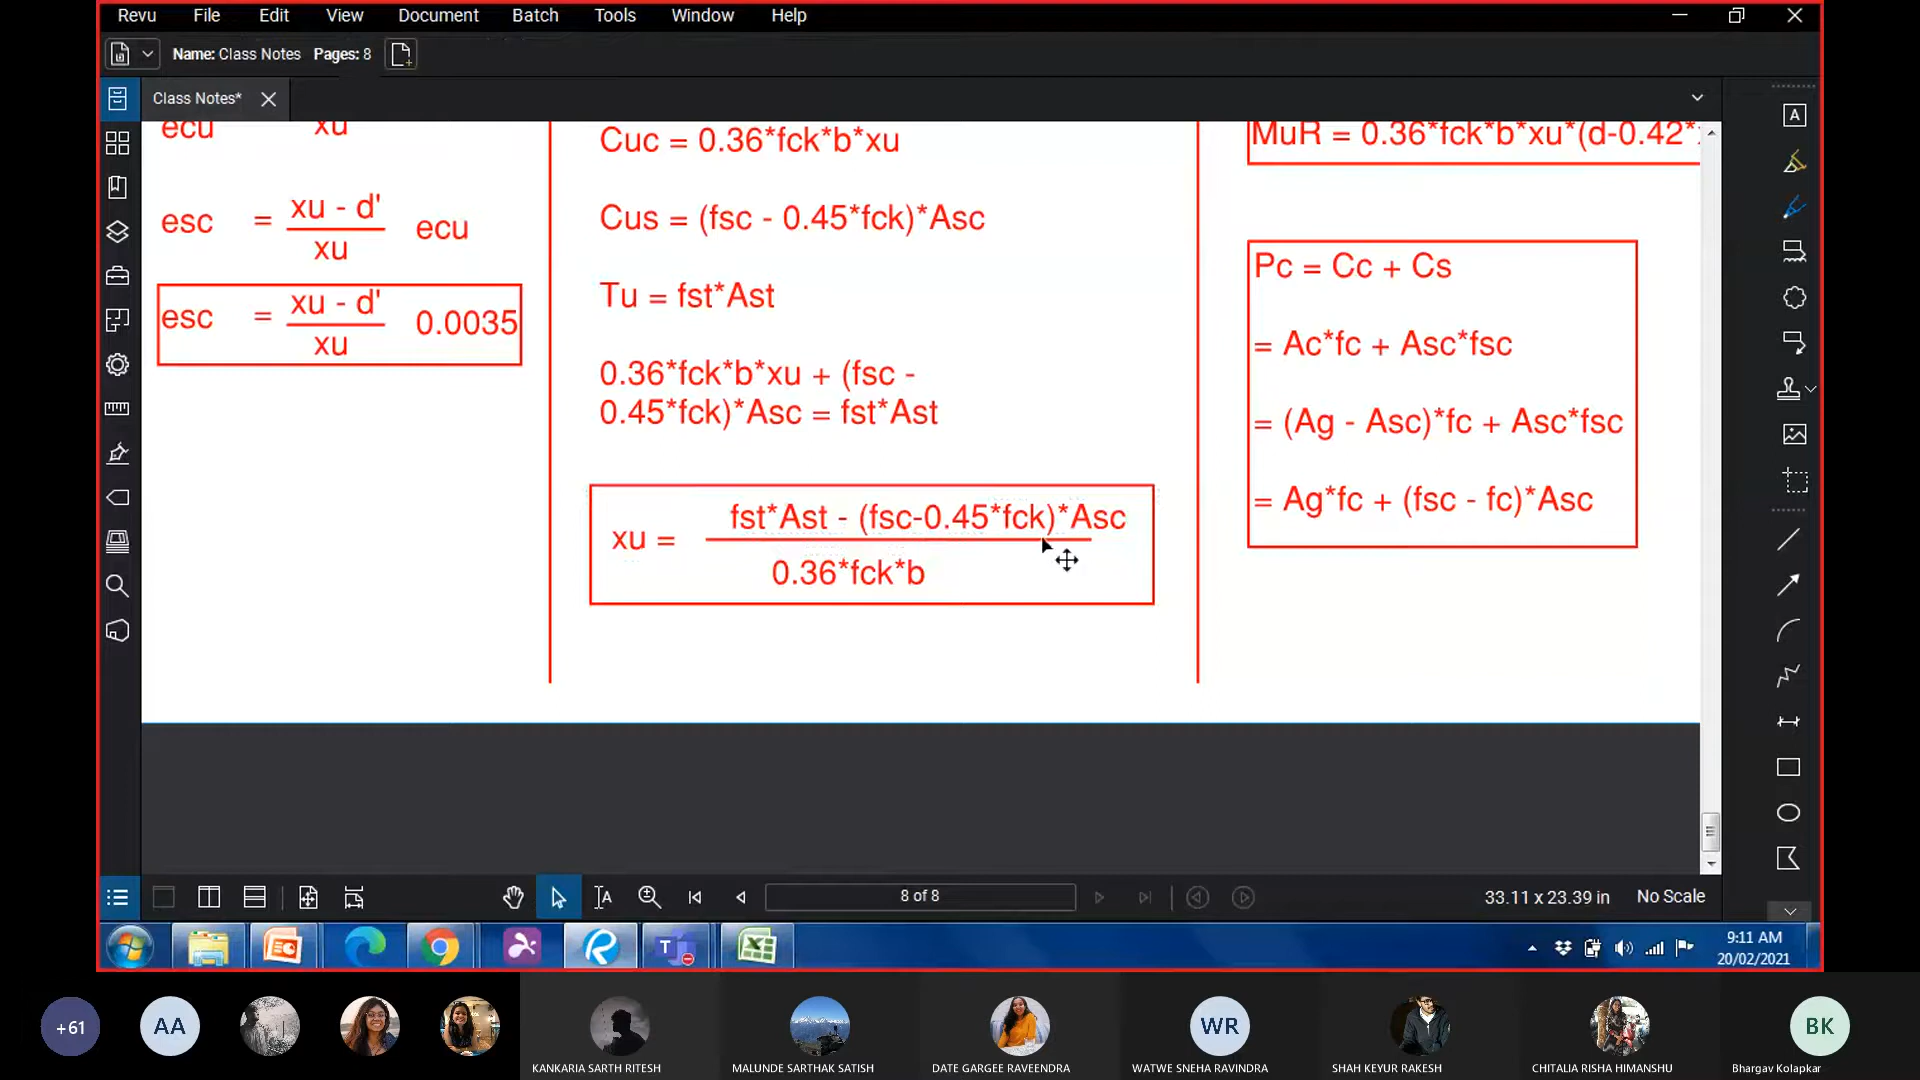 Revu File Edit View Document Batch Tools Window Help
Name: Class Notes Pages: 8
Class Notes*
ecu xu
esc = xu - d' ecu
xu
esc = xu - d' 0.0035
xu
Cuc = 0.36*fck*b*xu
Cus = (fsc - 0.45*fck)*Asc
Tu = fst*Ast
0.36*fck*b*xu + (fsc -
0.45*fck)*Asc = fst*Ast
xu = fst*Ast - (fsc-0.45*fck)*Asc
0.36*fck*b
MuR = 0.36*fck*b*xu*(d-0.42*
Pc = Cc + Cs
= Ac*fc + Asc*fsc
= (Ag - Asc)*fc + Asc*fsc
= Ag*fc + (fsc - fc)*Asc
8 of 8
33.11 x 23.39 in No Scale
9:11 AM
20/02/2021
+61
AA
WR
BK
KANKARIA SARTH RITESH
MALUNDE SARTHAK SATISH
DATE GARGEE RAVEENDRA
WATWE SNEHA RAVINDRA
SHAH KEYUR RAKESH
CHITALIA RISHA HIMANSHU
Bhargav Kolapkar